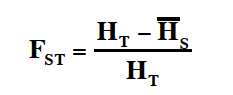 F_ST = (H_T − H̿_S) / H_T